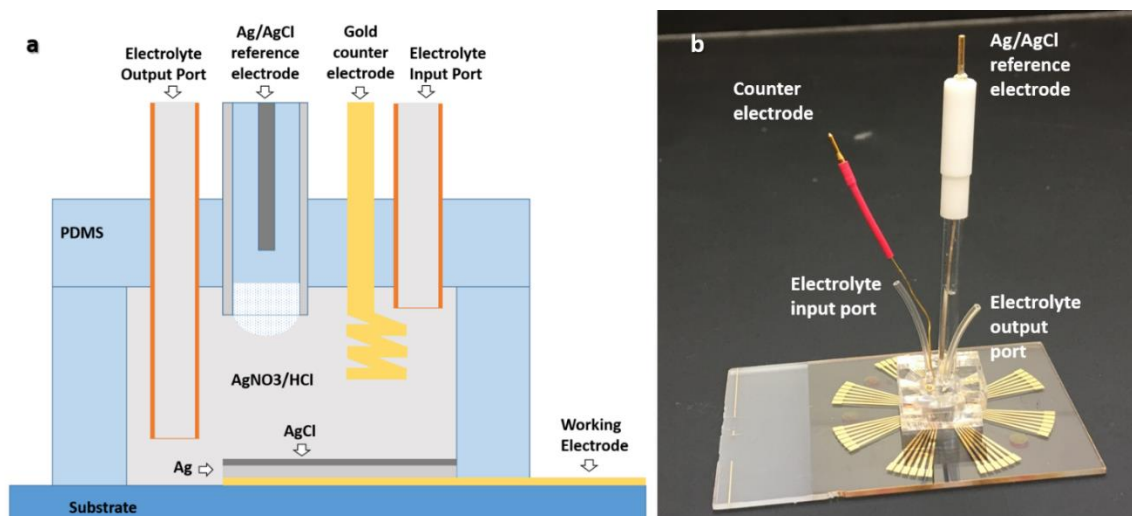 a
Electrolyte
Output Port
Ag/AgCl
reference
electrode
Gold
counter
electrode
Electrolyte
Input Port
PDMS
AgNO3/HCl
AgCl
Ag
Working
Electrode
Substrate
b
Ag/AgCl
reference
electrode
Counter
electrode
Electrolyte
input port
Electrolyte
output
port